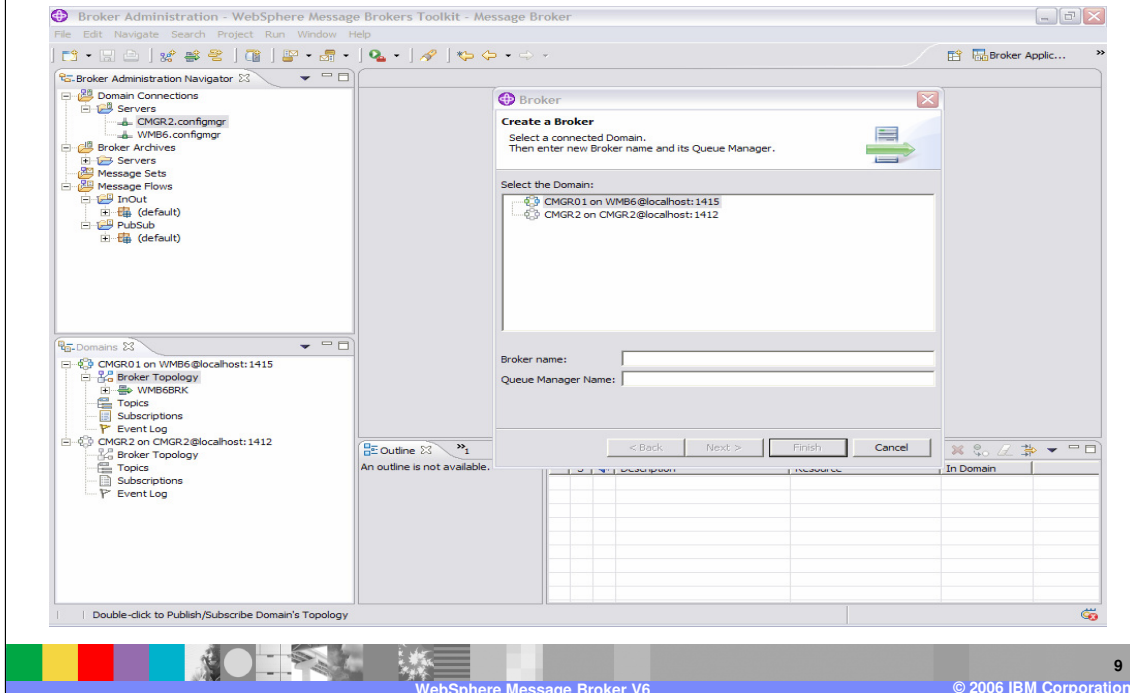 Broker Administration - WebSphere Message Brokers Toolkit - Message Broker
File Edit Navigate Search Project Run Window Help
Broker Applic...
Broker Administration Navigator
Domain Connections
Servers
CMGR2.configmgr
WMB6.configmgr
Broker Archives
Servers
Message Sets
Message Flows
InOut
(default)
PubSub
(default)
Broker
Create a Broker
Select a connected Domain.
Then enter new Broker name and its Queue Manager.
Select the Domain:
CMGR01 on WMB6@localhost:1415
CMGR2 on CMGR2@localhost:1412
Broker name:
Queue Manager Name:
< Back Next > Finish Cancel
Domains
CMGR01 on WMB6@localhost:1415
Broker Topology
WMB6BRK
Topics
Subscriptions
Event Log
CMGR2 on CMGR2@localhost:1412
Broker Topology
Topics
Subscriptions
Event Log
Outline
1
An outline is not available.
Description Resource In Domain
Double-click to Publish/Subscribe Domain's Topology
9
WebSphere Message Broker V6 © 2006 IBM Corporation